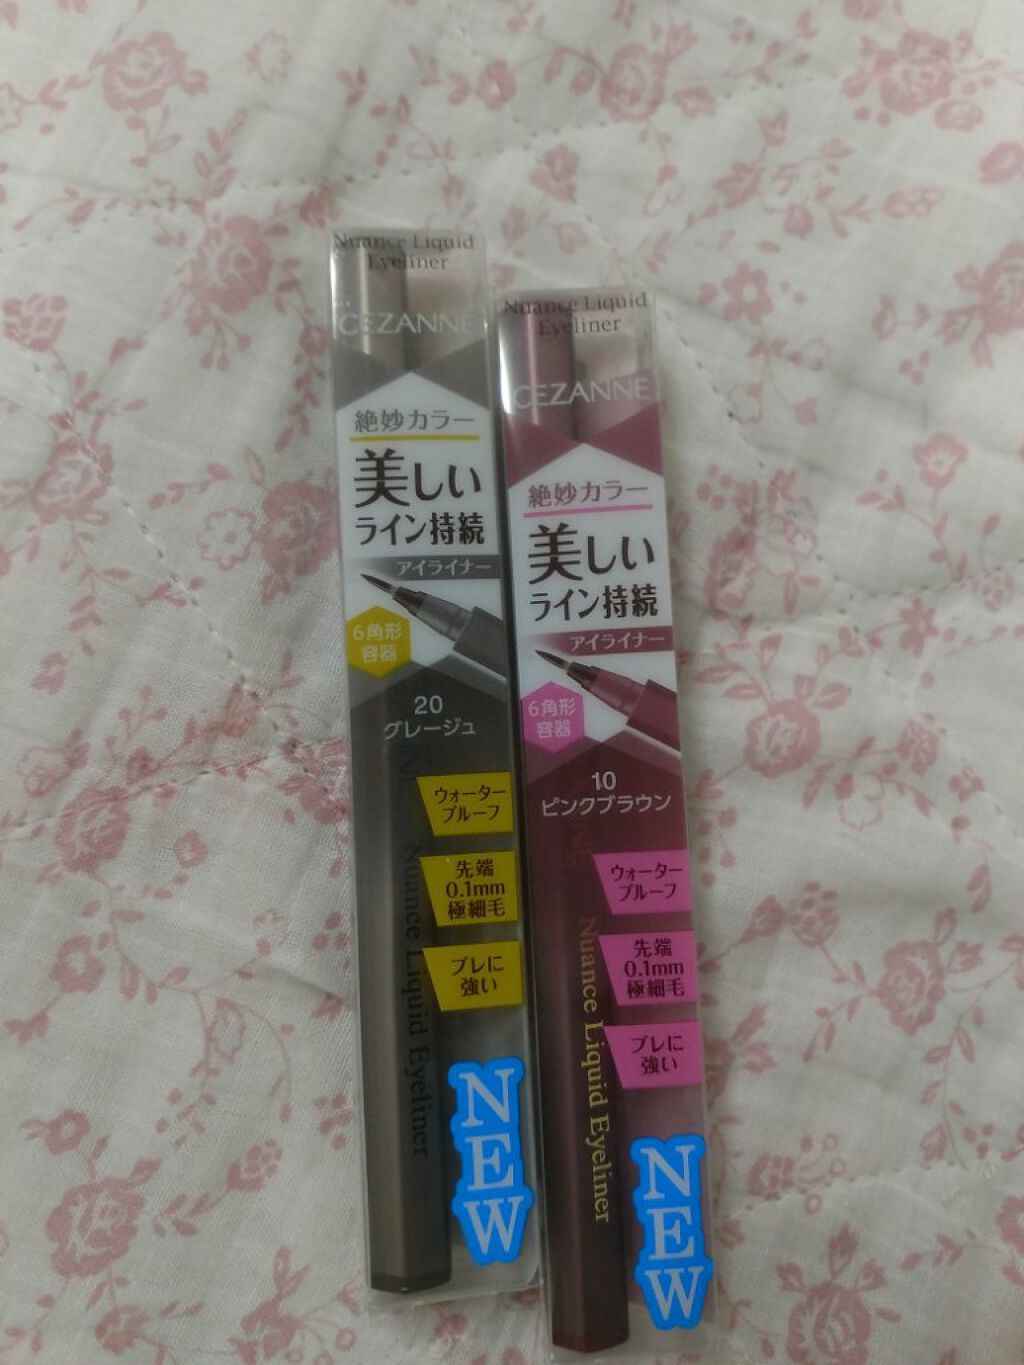 Nuance Liquid
Eyeliner
CEZANNE
絶妙カラー
美しい
ライン持続
アイライナー
6角形
容器
20
グレージュ
ウォーター
プルーフ
先端
0.1mm
極細毛
ブレに
強い
Nuance Liquid Eyeliner
NEW
Nuance Liquid
Eyeliner
CEZANNE
絶妙カラー
美しい
ライン持続
アイライナー
6角形
容器
10
ピンクブラウン
ウォーター
プルーフ
先端
0.1mm
極細毛
ブレに
強い
Nuance Liquid Eyeliner
NEW